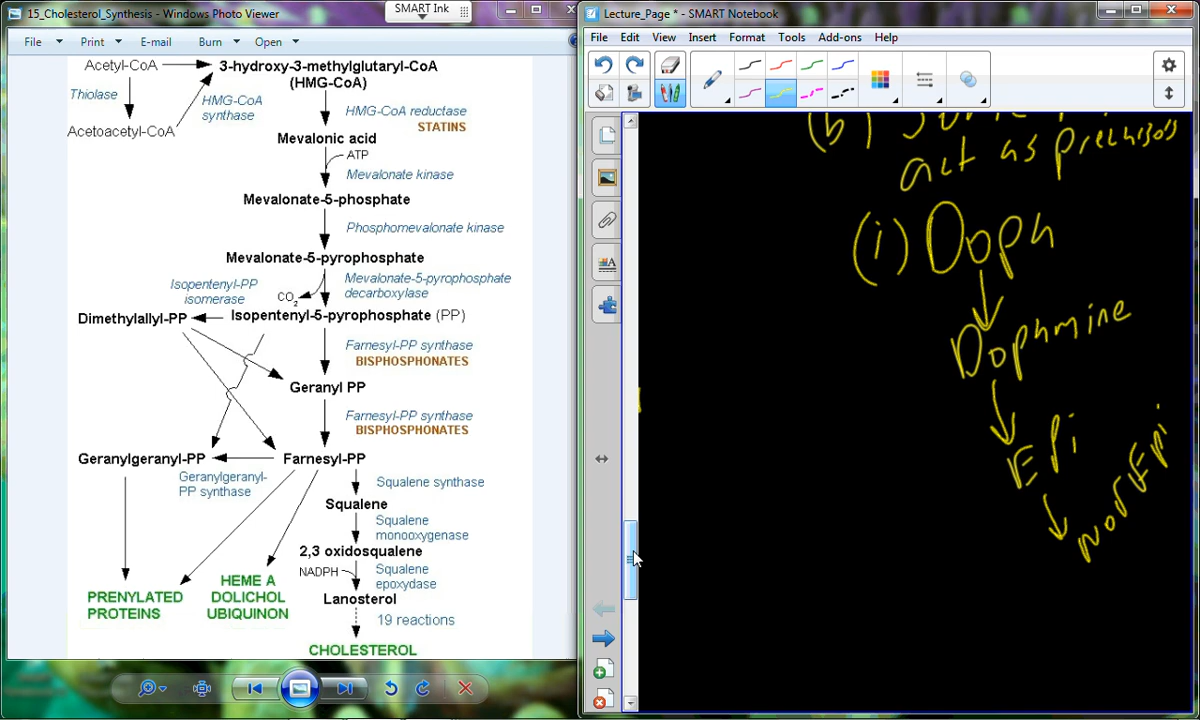 15_Cholesterol_Synthesis - Windows Photo Viewer
SMART Ink
File Print E-mail Burn Open
Acetyl-CoA
3-hydroxy-3-methylglutaryl-CoA
(HMG-CoA)
Thiolase
HMG-CoA
synthase
HMG-CoA reductase
STATINS
Acetoacetyl-CoA
Mevalonic acid
ATP
Mevalonate kinase
Mevalonate-5-phosphate
Phosphomevalonate kinase
Mevalonate-5-pyrophosphate
Isopentenyl-PP
isomerase
CO2
Mevalonate-5-pyrophosphate
decarboxylase
Dimethylallyl-PP
Isopentenyl-5-pyrophosphate (PP)
Farnesyl-PP synthase
BISPHOSPHONATES
Geranyl PP
Farnesyl-PP synthase
BISPHOSPHONATES
Geranylgeranyl-PP
Farnesyl-PP
Geranylgeranyl-
PP synthase
Squalene synthase
Squalene
Squalene
monooxygenase
2,3 oxidosqualene
NADPH
Squalene
epoxydase
Lanosterol
19 reactions
PRENYLATED
PROTEINS
HEME A
DOLICHOL
UBIQUINON
CHOLESTEROL
Lecture_Page * - SMART Notebook
File Edit View Insert Format Tools Add-ons Help
(b)
act as precursors
(i) Doph
Dophmine
Epi
NorEpi